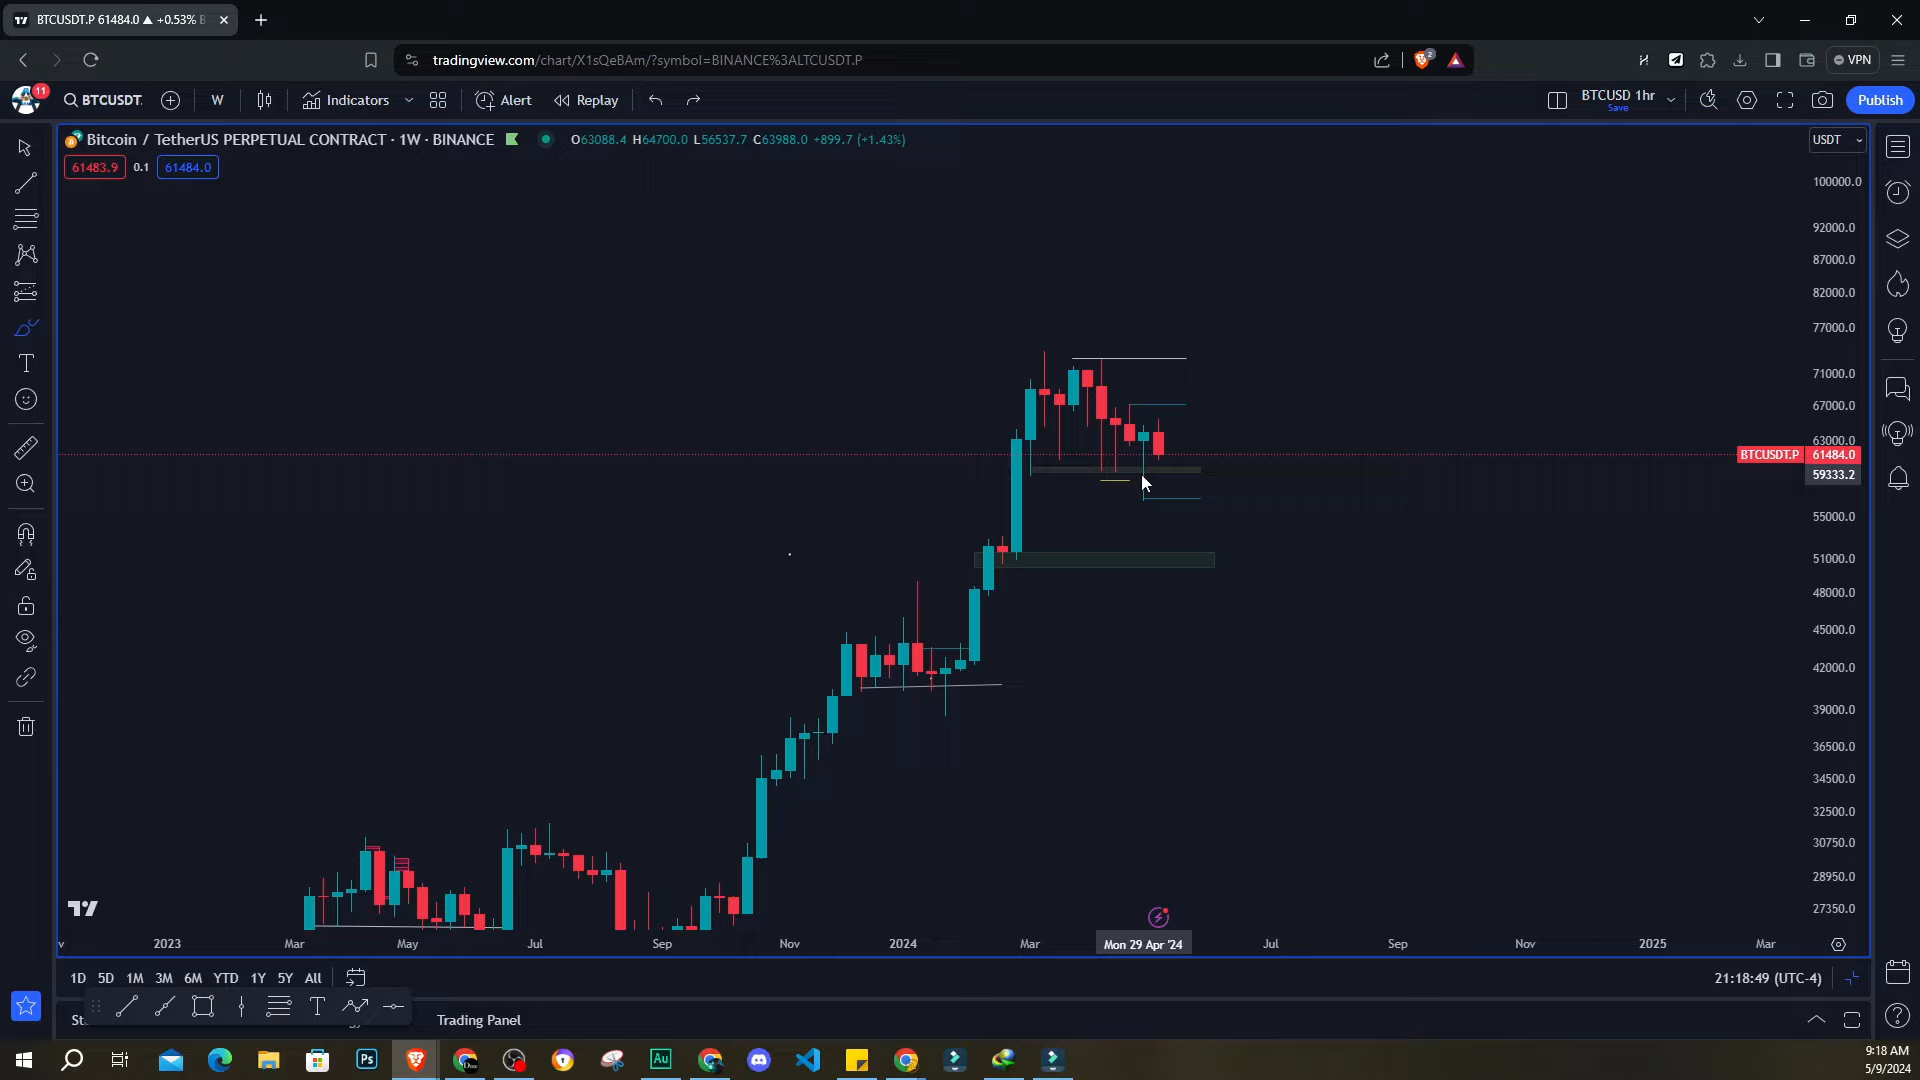 BTCUSDT.P 61484.0 ▲ +0.53% B
tradingview.com/chart/X1sQeBAm/?symbol=BINANCE%3ALTCUSDT.P
2
VPN
11
BTCUSDT.
W
Indicators
Alert
Replay
BTCUSD 1hr
Save
Publish
Bitcoin / TetherUS PERPETUAL CONTRACT · 1W · BINANCE
O63088.4 H64700.0 L56537.7 C63988.0 +899.7 (+1.43%)
USDT
61483.9
0.1
61484.0
100000.0
92000.0
87000.0
82000.0
77000.0
71000.0
67000.0
63000.0
BTCUSDT.P 61484.0
59333.2
55000.0
51000.0
48000.0
45000.0
42000.0
39000.0
36500.0
34500.0
32500.0
30750.0
28950.0
27350.0
v 2023 Mar May Jul Sep Nov 2024 Mar Mon 29 Apr '24 Jul Sep Nov 2025 Mar
1D 5D 1M 3M 6M YTD 1Y 5Y All
21:18:49 (UTC-4)
Trading Panel
Ps
Au
9:18 AM
5/9/2024